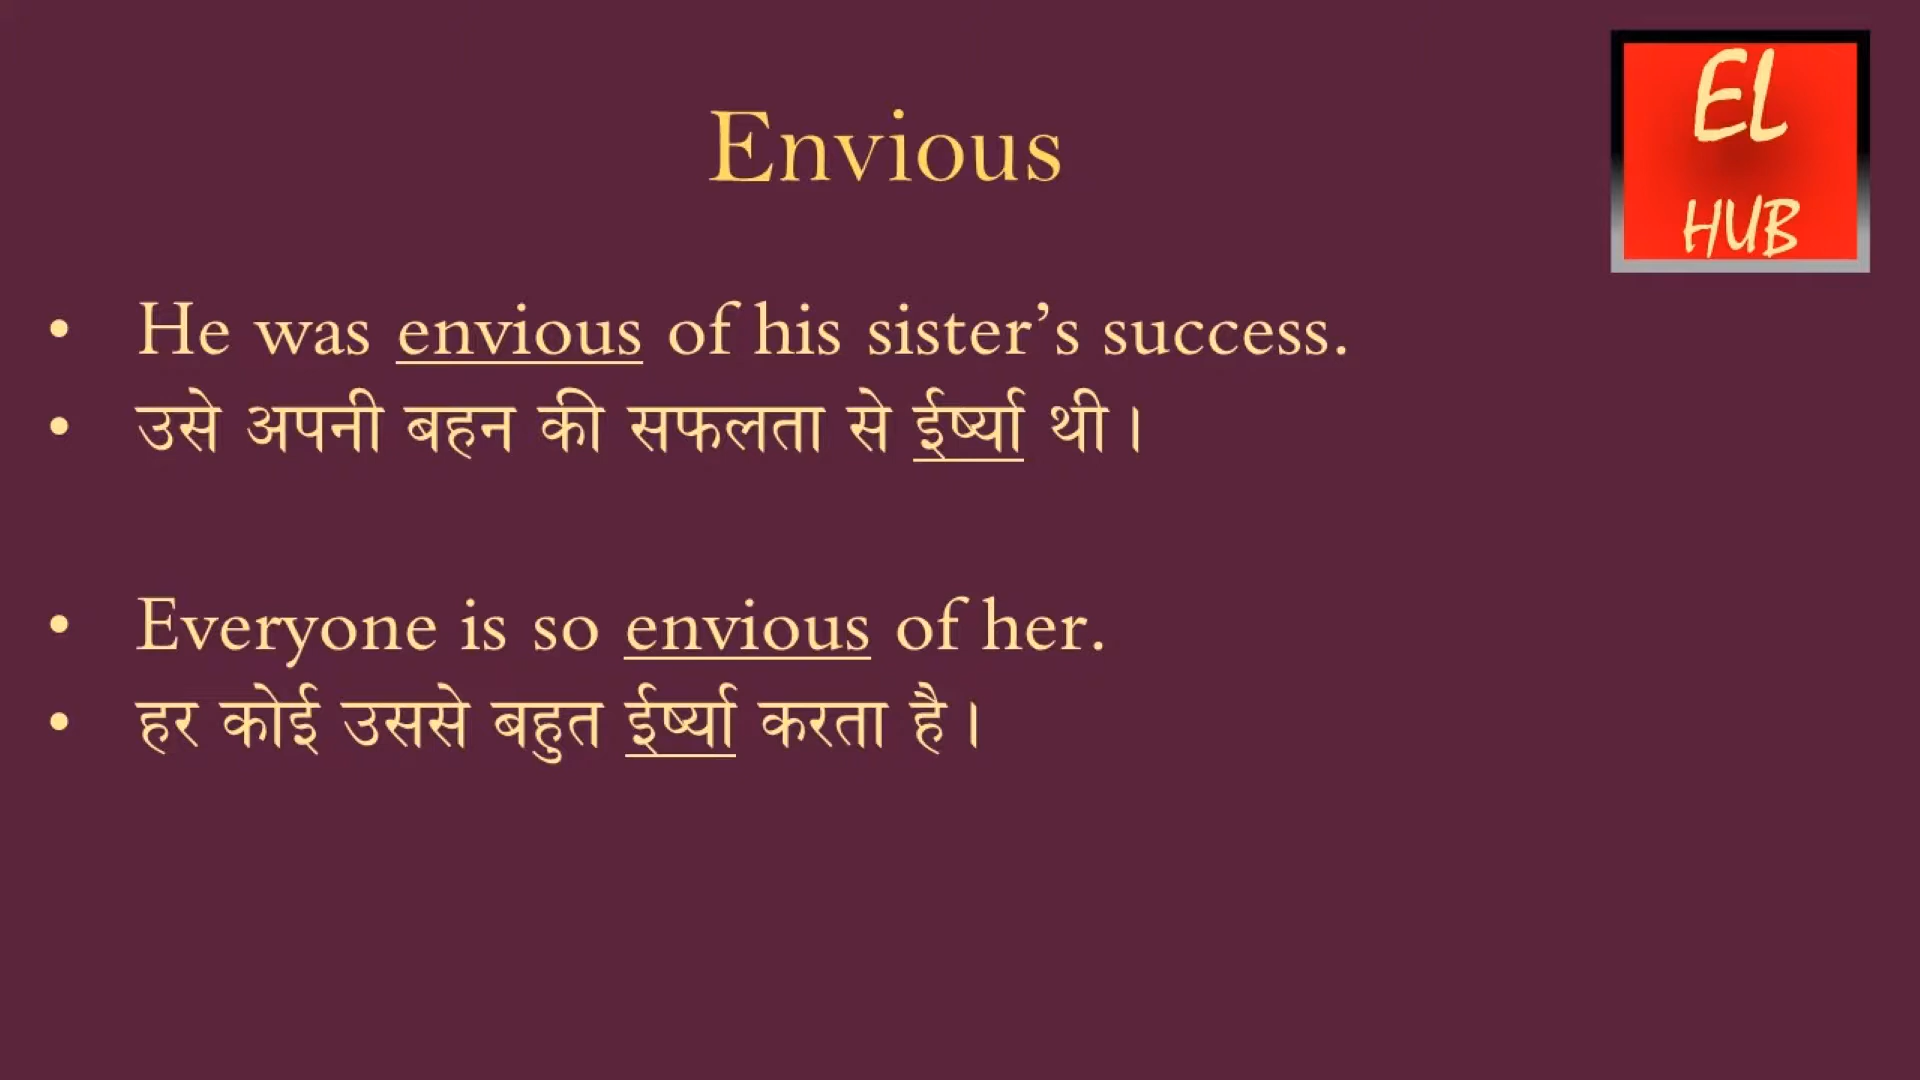 EL
HUB
Envious
• He was envious of his sister’s success.
• उसे अपनी बहन की सफलता से ईर्ष्या थी।
• Everyone is so envious of her.
• हर कोई उससे बहुत ईर्ष्या करता है।